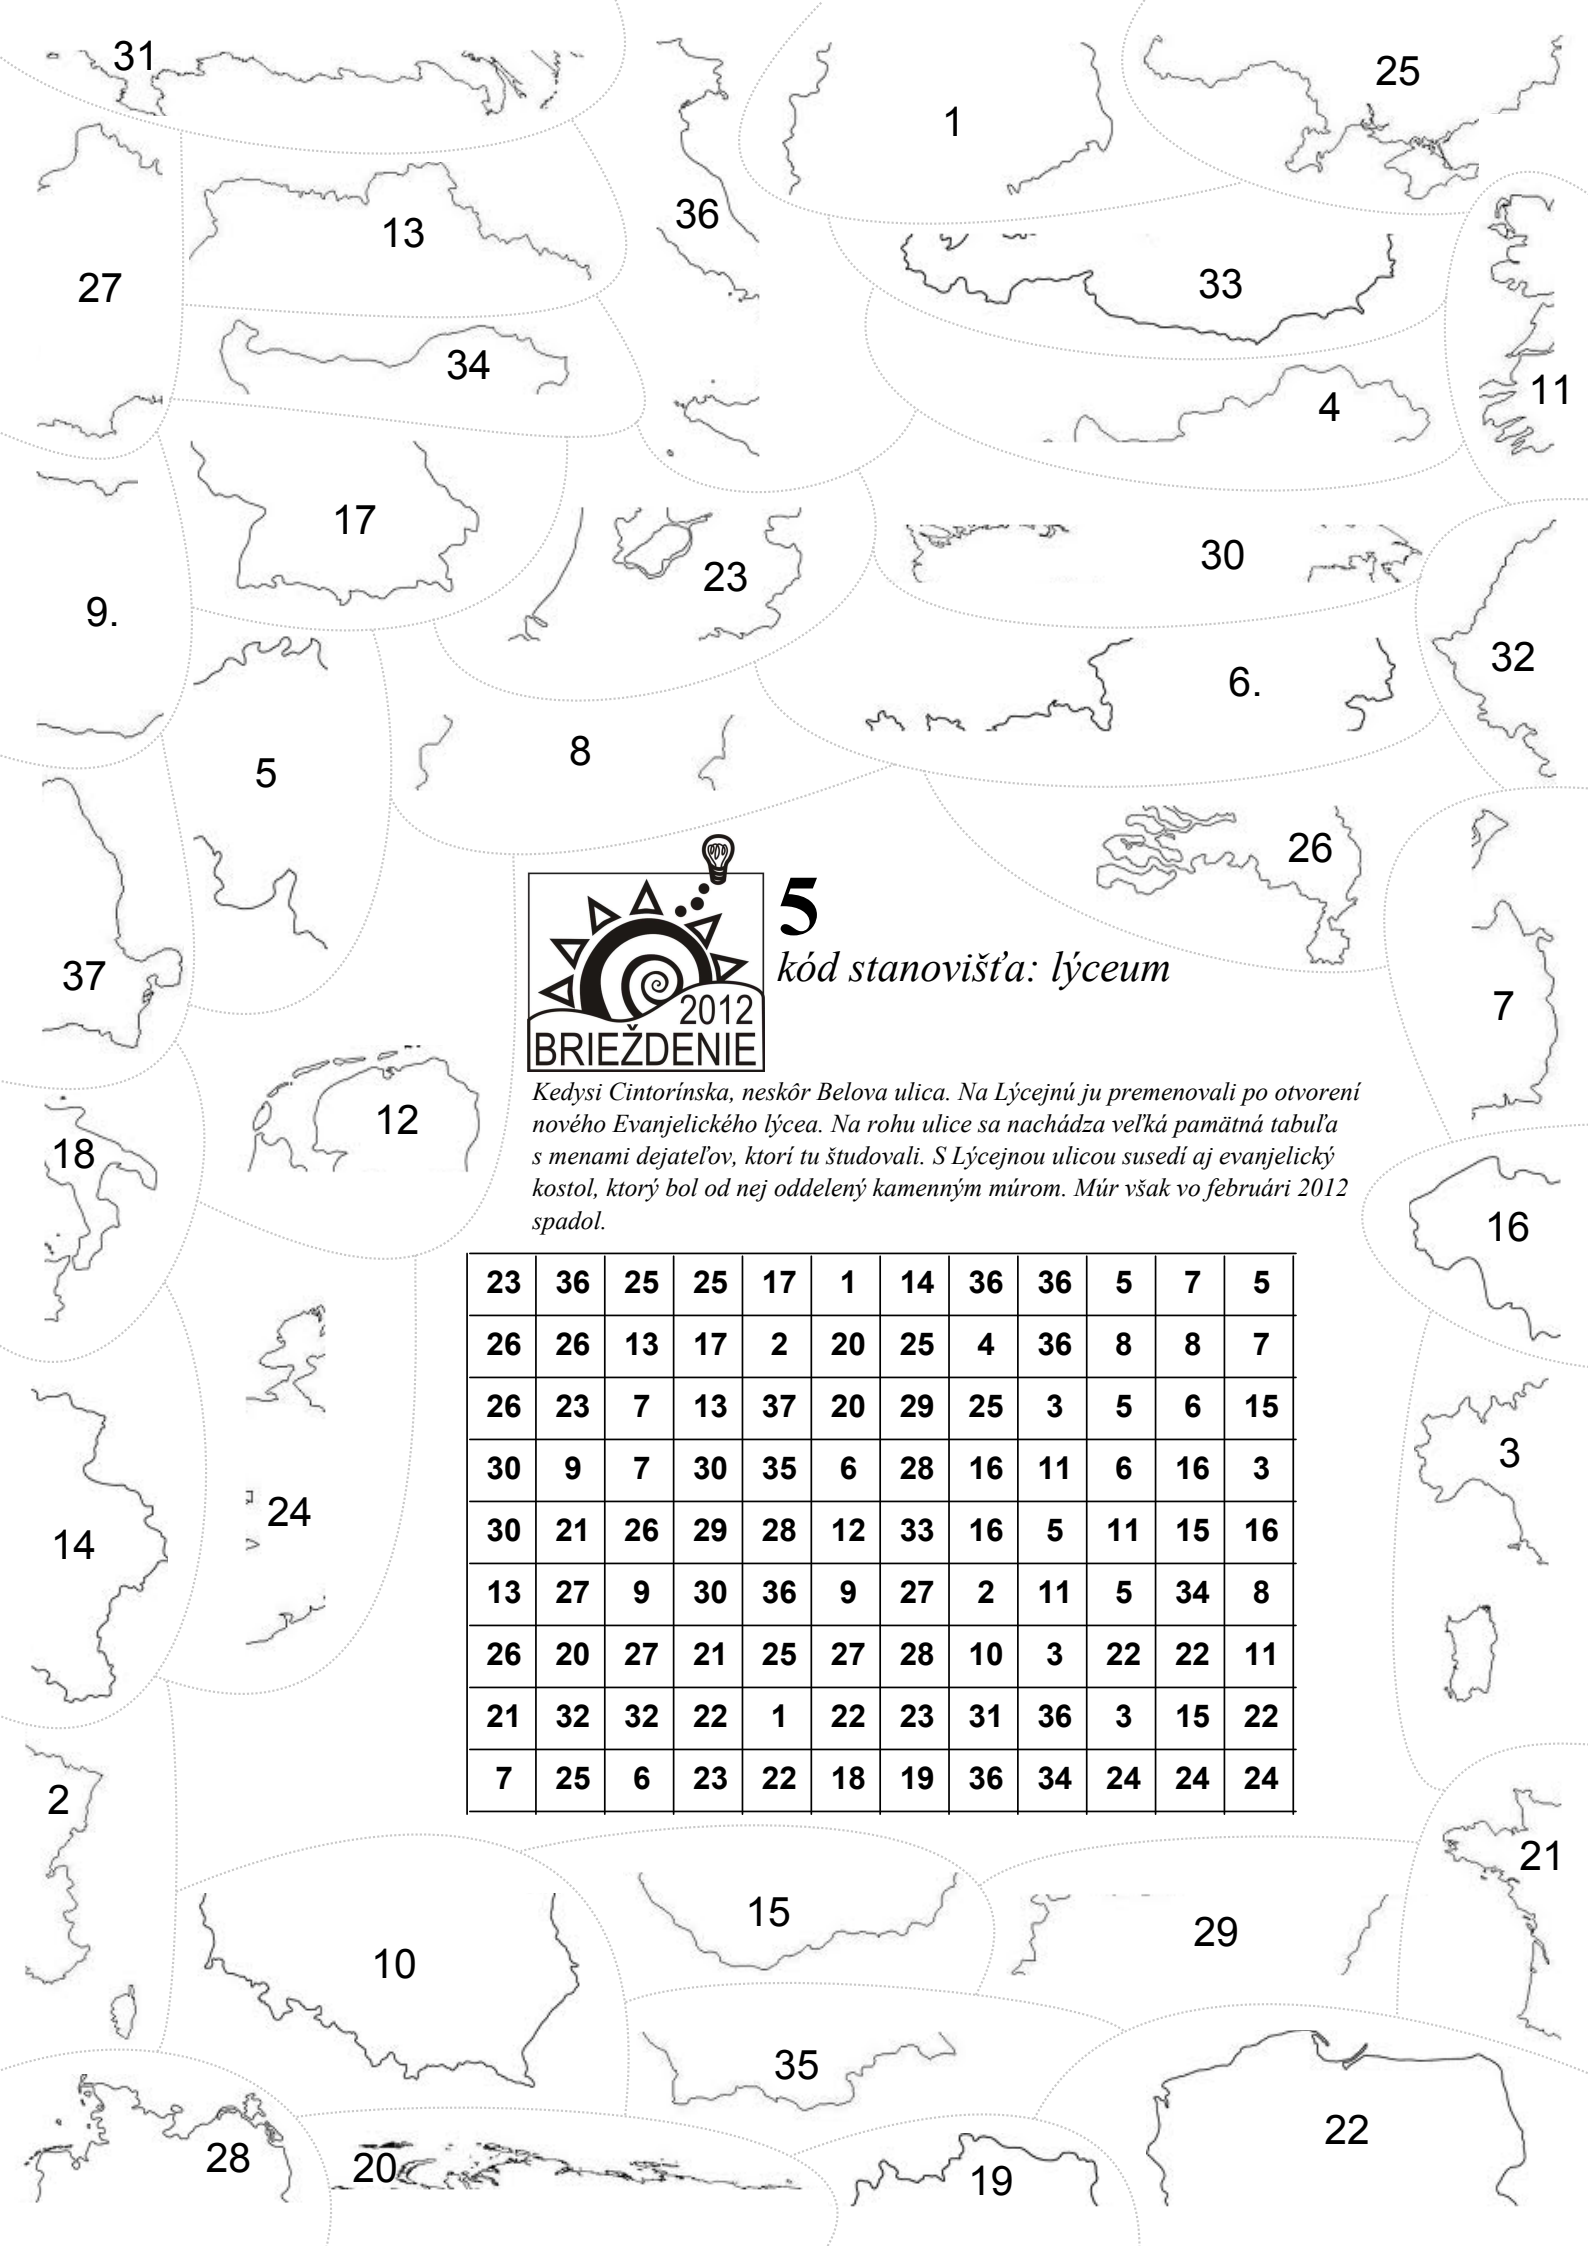 31
25
1
36
13
27
33
34
4
11
17
30
23
9.
32
6.
8
5
26
5
kód stanovišťa: lýceum
37
7
2012
BRIEŽDENIE
Kedysi Cintorínska, neskôr Belova ulica. Na Lýcejnú ju premenovali po otvorení
nového Evanjelického lýcea. Na rohu ulice sa nachádza veľká pamätná tabuľa
s menami dejateľov, ktorí tu študovali. S Lýcejnou ulicou susedí aj evanjelický
kostol, ktorý bol od nej oddelený kamenným múrom. Múr však vo februári 2012
spadol.
12
18
16
23 36 25 25 17 1 14 36 36 5 7 5
26 26 13 17 2 20 25 4 36 8 8 7
26 23 7 13 37 20 29 25 3 5 6 15
30 9 7 30 35 6 28 16 11 6 16 3
30 21 26 29 28 12 33 16 5 11 15 16
13 27 9 30 36 9 27 2 11 5 34 8
26 20 27 21 25 27 28 10 3 22 22 11
21 32 32 22 1 22 23 31 36 3 15 22
7 25 6 23 22 18 19 36 34 24 24 24
3
24
14
2
21
15
29
10
35
22
28
20
19